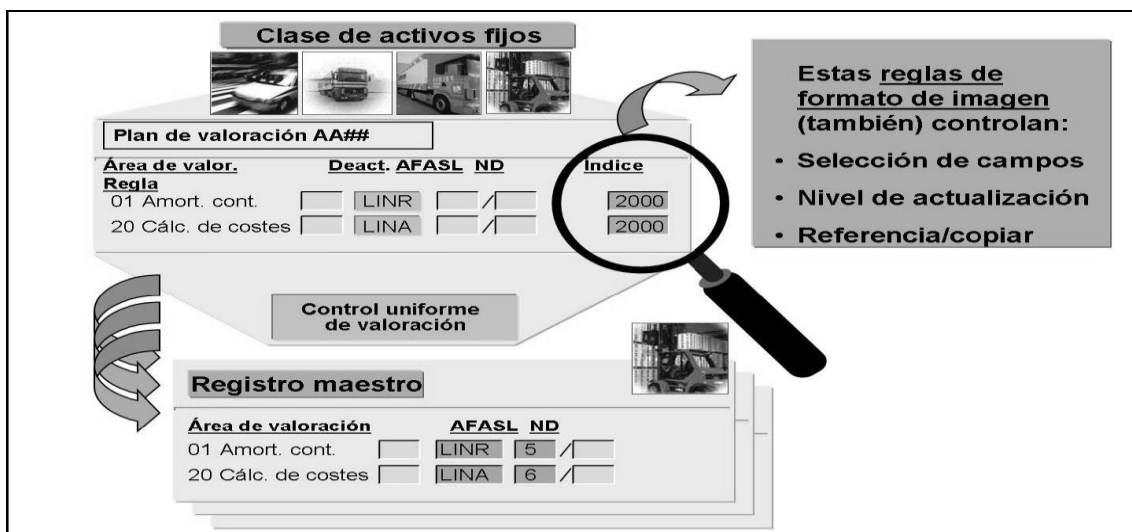 Clase de activos fijos
Plan de valoración AA##
Área de valor. Deact. AFASL ND Indice
Regla
01 Amort. cont. LINR / 2000
20 Cálc. de costes LINA / 2000
Estas reglas de
formato de imagen
(también) controlan:
• Selección de campos
• Nivel de actualización
• Referencia/copiar
Control uniforme
de valoración
Registro maestro
Área de valoración AFASL ND
01 Amort. cont. LINR 5 /
20 Cálc. de costes LINA 6 /